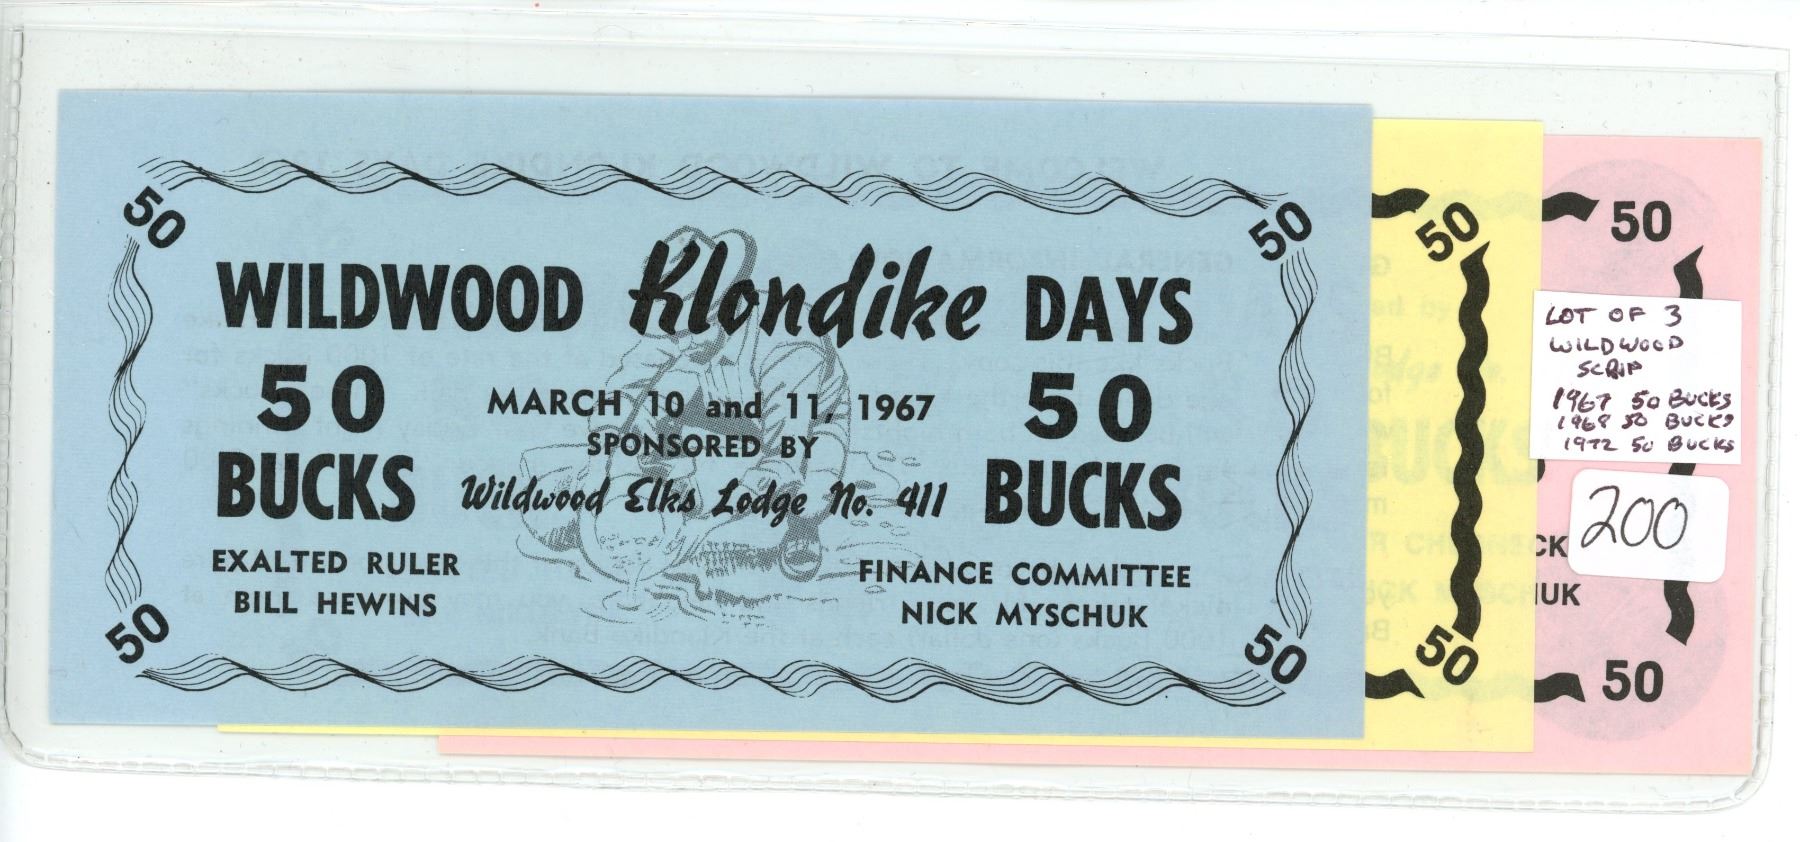 50
50
WILDWOOD Klondike DAYS
50
BUCKS
MARCH 10 and 11, 1967
SPONSORED BY
Wildwood Elks Lodge No. 411
50
BUCKS
EXALTED RULER
BILL HEWINS
FINANCE COMMITTEE
NICK MYSCHUK
50
50
50
50
50
CK
UK
50
LOT OF 3
WILDWOOD
SCRIP
1967 50 BUCKS
1968 50 BUCKS
1972 50 BUCKS
200